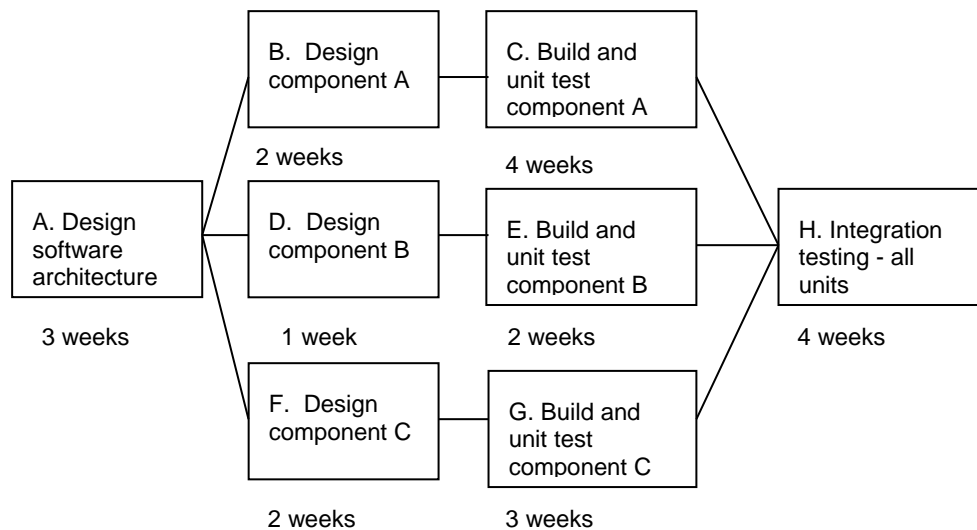 B. Design
component A
2 weeks
C. Build and
unit test
component A
4 weeks
A. Design
software
architecture
3 weeks
D. Design
component B
1 week
E. Build and
unit test
component B
2 weeks
H. Integration
testing - all
units
4 weeks
F. Design
component C
2 weeks
G. Build and
unit test
component C
3 weeks